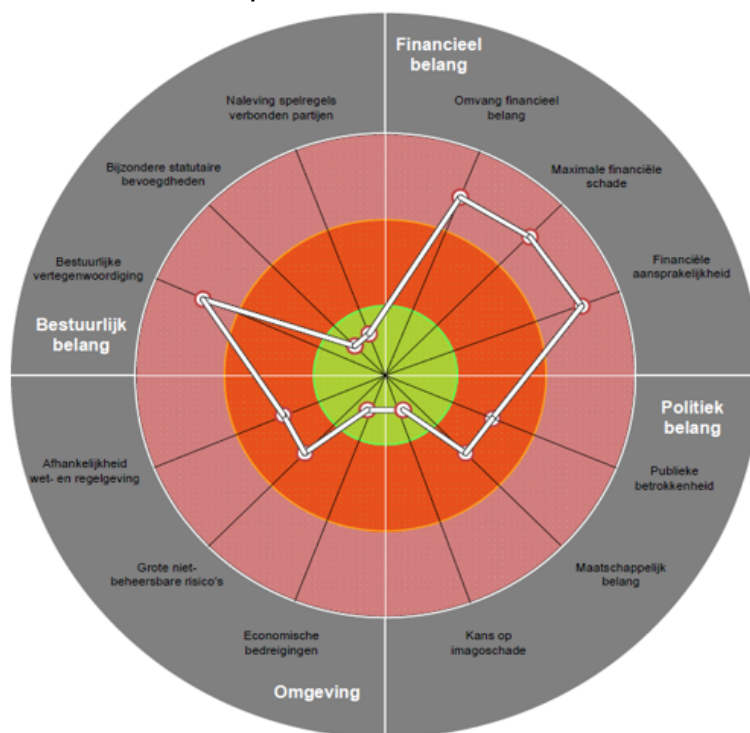 Financieel
belang
Omvang financieel
belang
Maximale financiële
schade
Financiële
aansprakelijkheid
Politiek
belang
Publieke
betrokkenheid
Maatschappelijk
belang
Kans op
imagoschade
Omgeving
Economische
bedreigingen
Grote niet-
beheersbare risico's
Afhankelijkheid
wet- en regelgeving
Bestuurlijk
belang
Bestuurlijke
vertegenwoordiging
Bijzondere statutaire
bevoegdheden
Naleving spelregels
verbonden partijen